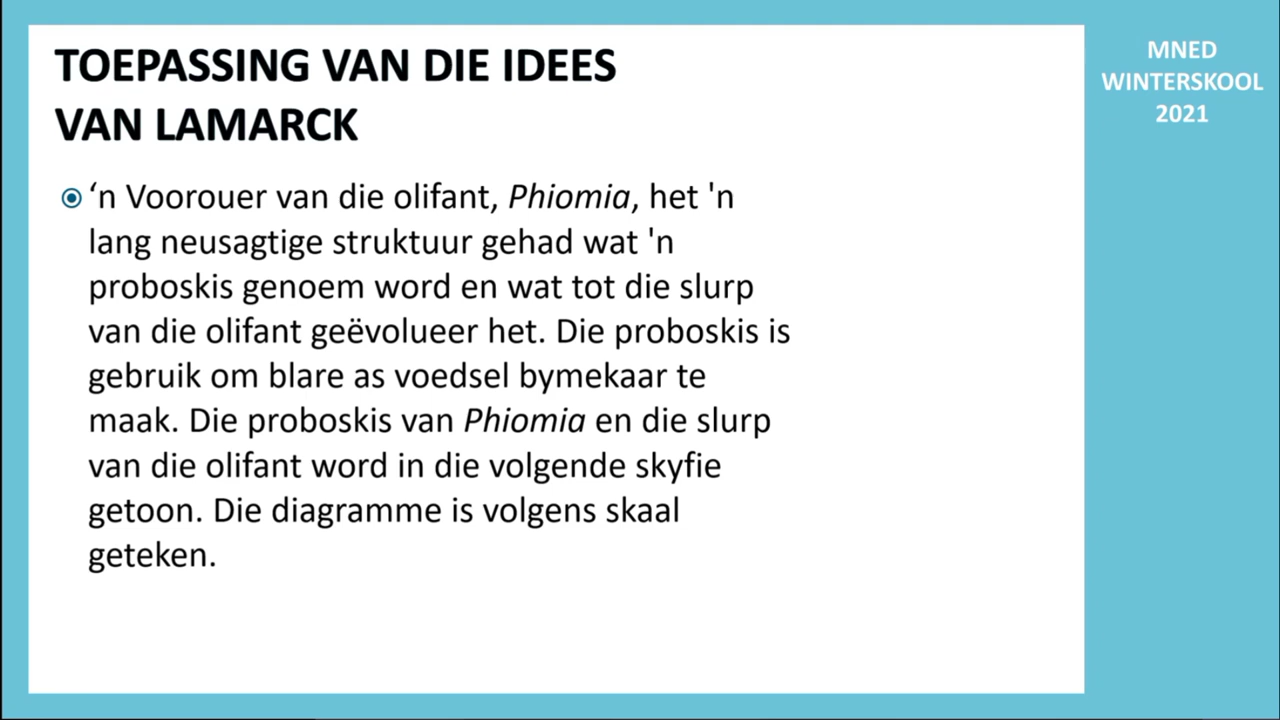 TOEPASSING VAN DIE IDEES
VAN LAMARCK
‘n Voorouer van die olifant, Phiomia, het 'n
lang neusagtige struktuur gehad wat 'n
proboskis genoem word en wat tot die slurp
van die olifant geëvolueer het. Die proboskis is
gebruik om blare as voedsel bymekaar te
maak. Die proboskis van Phiomia en die slurp
van die olifant word in die volgende skyfie
getoon. Die diagramme is volgens skaal
geteken.
MNED
WINTERSKOOL
2021